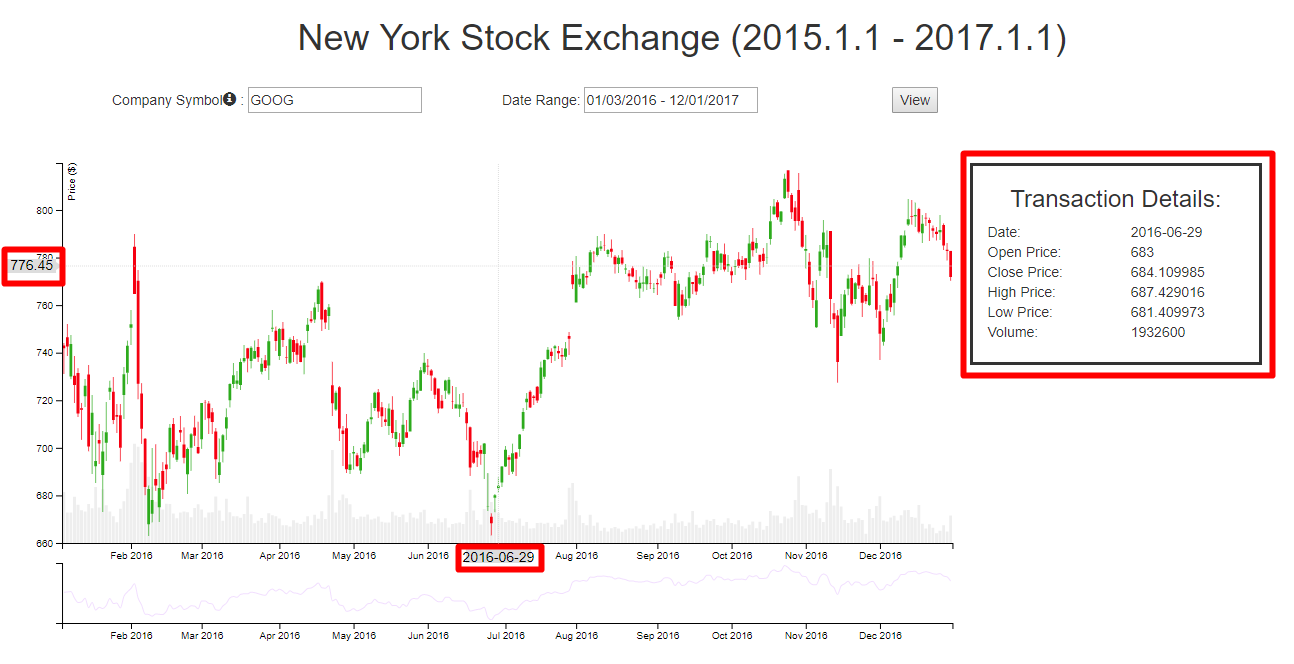 New York Stock Exchange (2015.1.1 - 2017.1.1)
Company Symbol : GOOG
Date Range: 01/03/2016 - 12/01/2017
View
Price ($)
800
780
776.45
760
740
720
700
680
660
Feb 2016 Mar 2016 Apr 2016 May 2016 Jun 2016 2016-06-29 Aug 2016 Sep 2016 Oct 2016 Nov 2016 Dec 2016
Feb 2016 Mar 2016 Apr 2016 May 2016 Jun 2016 Jul 2016 Aug 2016 Sep 2016 Oct 2016 Nov 2016 Dec 2016
Transaction Details:
Date: 2016-06-29
Open Price: 683
Close Price: 684.109985
High Price: 687.429016
Low Price: 681.409973
Volume: 1932600